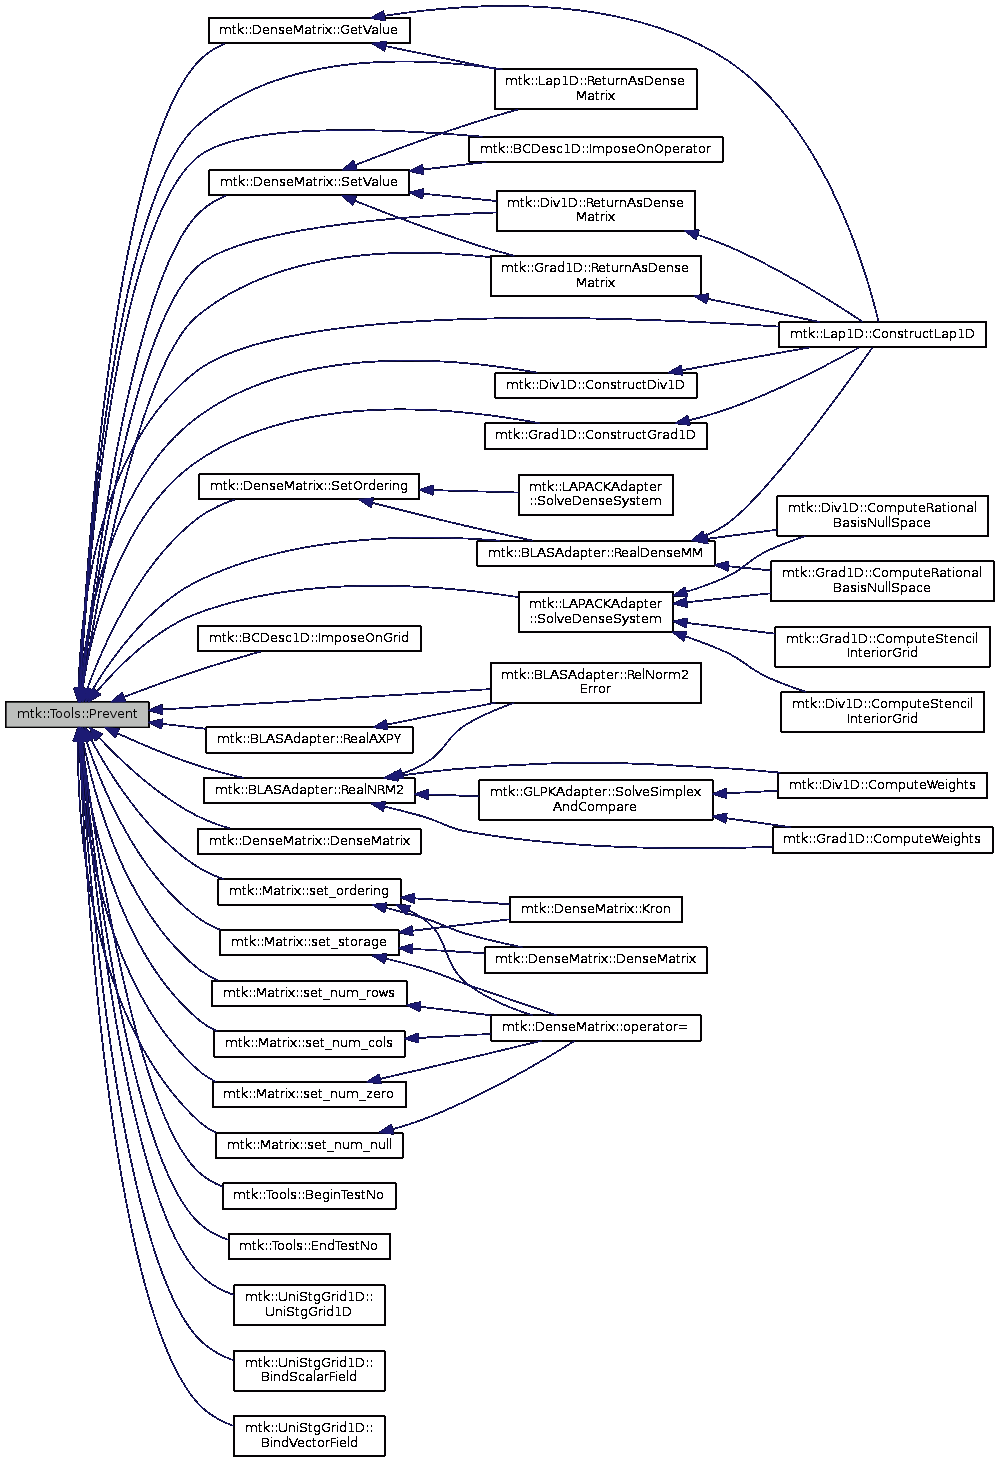 mtk::DenseMatrix::GetValue
mtk::Lap1D::ReturnAsDense
Matrix
mtk::BCDesc1D::ImposeOnOperator
mtk::DenseMatrix::SetValue
mtk::Div1D::ReturnAsDense
Matrix
mtk::Grad1D::ReturnAsDense
Matrix
mtk::Lap1D::ConstructLap1D
mtk::Div1D::ConstructDiv1D
mtk::Grad1D::ConstructGrad1D
mtk::DenseMatrix::SetOrdering
mtk::LAPACKAdapter
::SolveDenseSystem
mtk::Div1D::ComputeRational
BasisNullSpace
mtk::BLASAdapter::RealDenseMM
mtk::Grad1D::ComputeRational
BasisNullSpace
mtk::LAPACKAdapter
::SolveDenseSystem
mtk::BCDesc1D::ImposeOnGrid
mtk::Grad1D::ComputeStencil
InteriorGrid
mtk::BLASAdapter::RelNorm2
Error
mtk::Div1D::ComputeStencil
InteriorGrid
mtk::Tools::Prevent
mtk::BLASAdapter::RealAXPY
mtk::BLASAdapter::RealNRM2
mtk::GLPKAdapter::SolveSimplex
AndCompare
mtk::Div1D::ComputeWeights
mtk::DenseMatrix::DenseMatrix
mtk::Grad1D::ComputeWeights
mtk::Matrix::set_ordering
mtk::DenseMatrix::Kron
mtk::Matrix::set_storage
mtk::DenseMatrix::DenseMatrix
mtk::Matrix::set_num_rows
mtk::DenseMatrix::operator=
mtk::Matrix::set_num_cols
mtk::Matrix::set_num_zero
mtk::Matrix::set_num_null
mtk::Tools::BeginTestNo
mtk::Tools::EndTestNo
mtk::UniStgGrid1D::
UniStgGrid1D
mtk::UniStgGrid1D::
BindScalarField
mtk::UniStgGrid1D::
BindVectorField